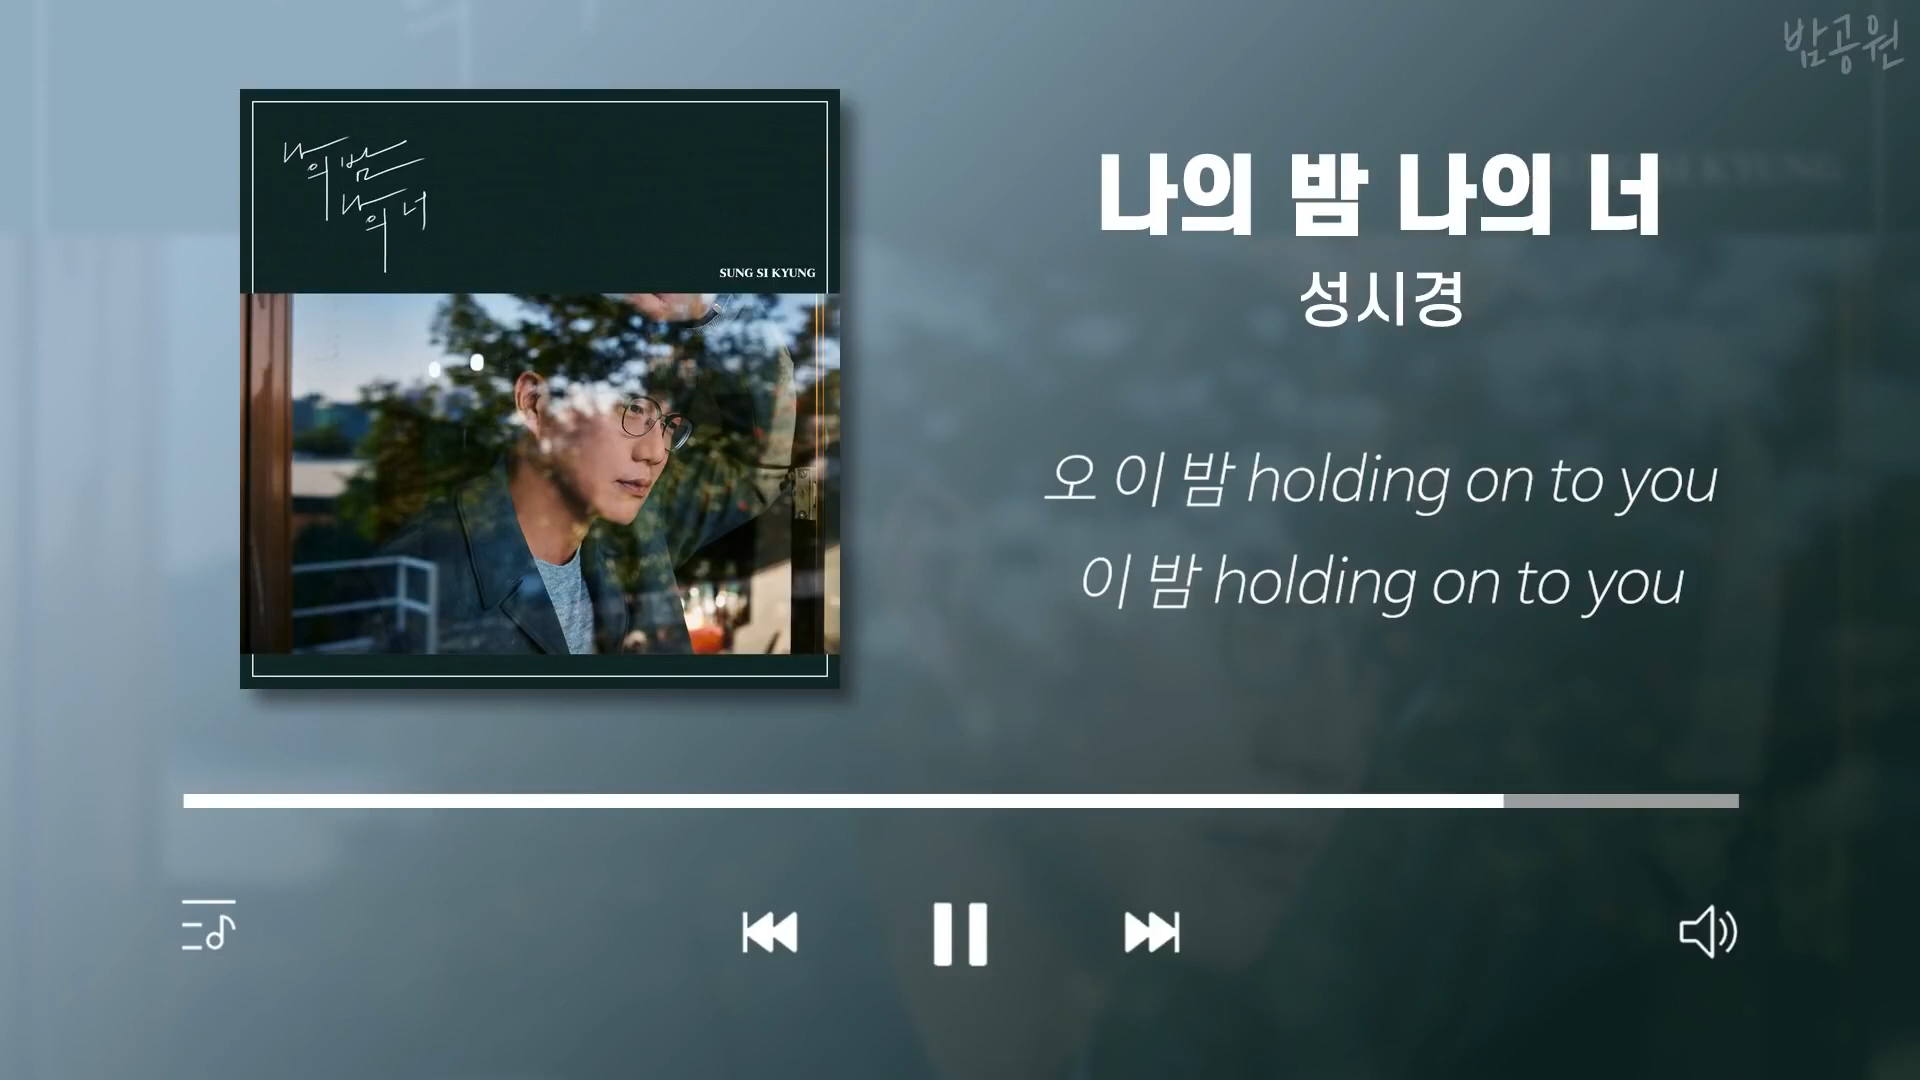 밤공원
나의 밤
나의 너
SUNG SI KYUNG
나의 밤 나의 너
성시경
오 이 밤 holding on to you
이 밤 holding on to you